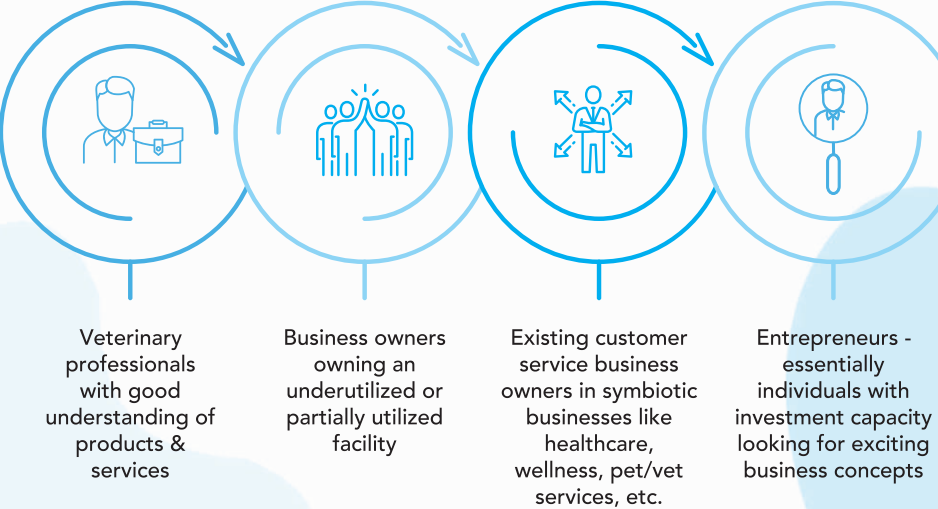 Veterinary
professionals
with good
understanding of
products &
services
Business owners
owning an
underutilized or
partially utilized
facility
Existing customer
service business
owners in symbiotic
businesses like
healthcare,
wellness, pet/vet
services, etc.
Entrepreneurs -
essentially
individuals with
investment capacity
looking for exciting
business concepts